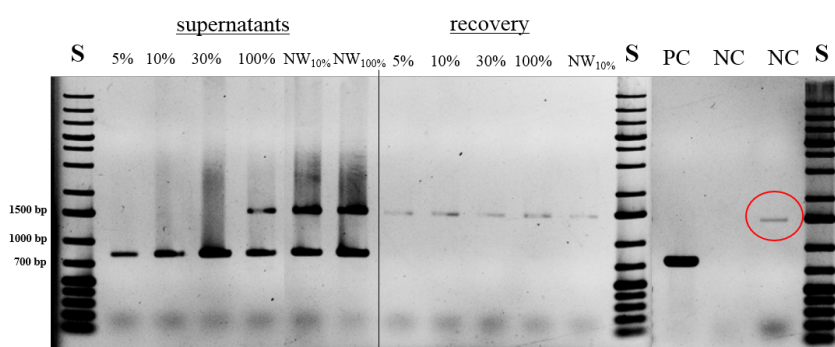 supernatants recovery
S 5% 10% 30% 100% NW10% NW100% 5% 10% 30% 100% NW10% S PC NC NC S
1500 bp
1000 bp
700 bp